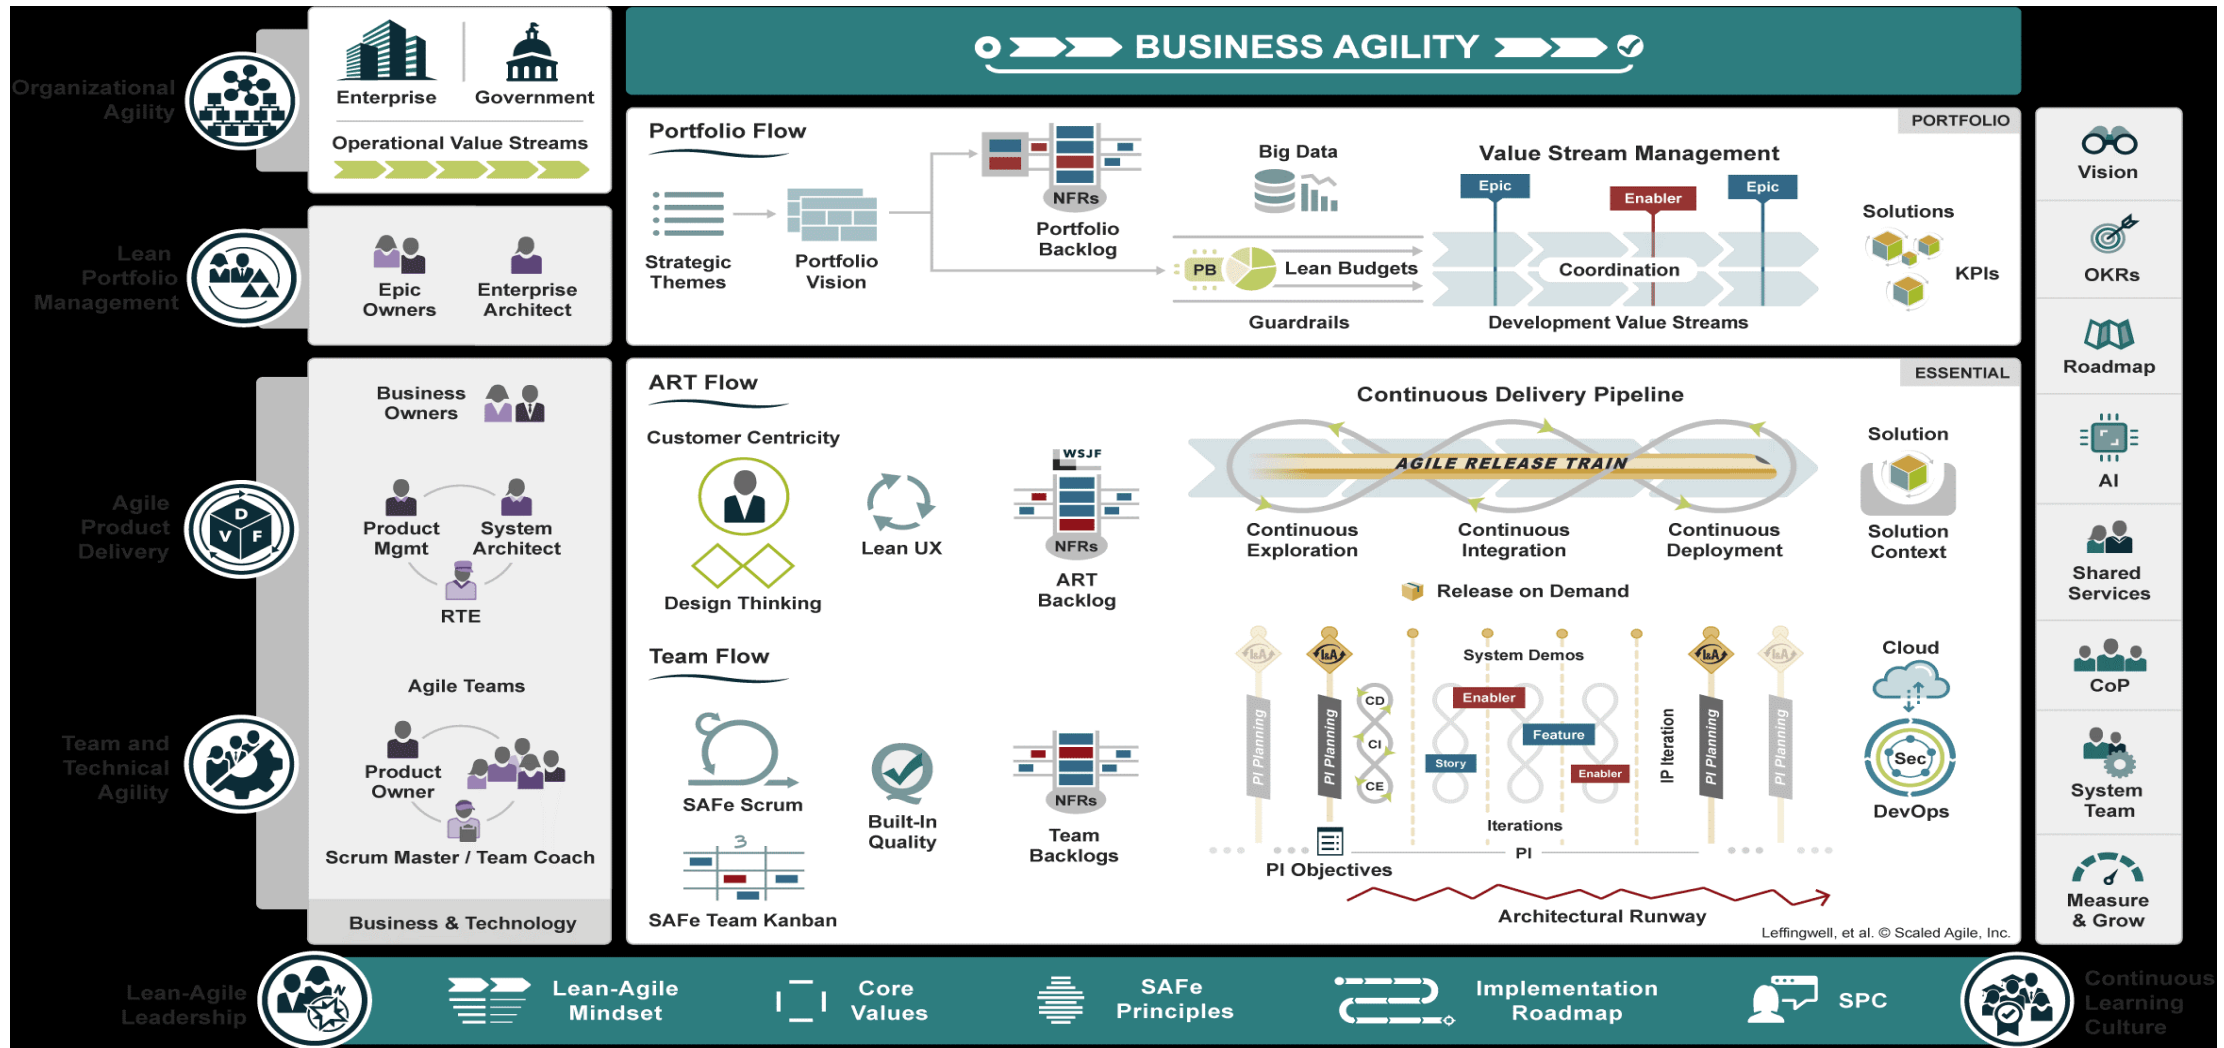 BUSINESS AGILITY
Organizational
Agility
Enterprise
Government
Operational Value Streams
Lean
Portfolio
Management
Epic
Owners
Enterprise
Architect
PORTFOLIO
Portfolio Flow
Strategic
Themes
Portfolio
Vision
NFRs
Portfolio
Backlog
Big Data
PB
Lean Budgets
Guardrails
Value Stream Management
Epic
Enabler
Epic
Coordination
Development Value Streams
Solutions
KPIs
Agile
Product
Delivery
D
V
F
Business
Owners
Product
Mgmt
System
Architect
RTE
Team and
Technical
Agility
Agile Teams
Product
Owner
Scrum Master / Team Coach
Business & Technology
ESSENTIAL
ART Flow
Customer Centricity
Design Thinking
Lean UX
WSJF
NFRs
ART
Backlog
Continuous Delivery Pipeline
AGILE RELEASE TRAIN
Continuous
Exploration
Continuous
Integration
Continuous
Deployment
Release on Demand
Solution
Solution
Context
Team Flow
SAFe Scrum
3
SAFe Team Kanban
Built-In
Quality
NFRs
Team
Backlogs
I&A
I&A
I&A
I&A
PI Planning
PI Planning
PI Planning
PI Planning
CD
CI
CE
System Demos
Enabler
Feature
Story
Enabler
IP Iteration
Iterations
PI
PI Objectives
Architectural Runway
Cloud
Sec
DevOps
Leffingwell, et al. © Scaled Agile, Inc.
Vision
OKRs
Roadmap
AI
Shared
Services
CoP
System
Team
Measure
& Grow
Lean-Agile
Leadership
N
Lean-Agile
Mindset
Core
Values
SAFe
Principles
Implementation
Roadmap
SPC
Continuous
Learning
Culture